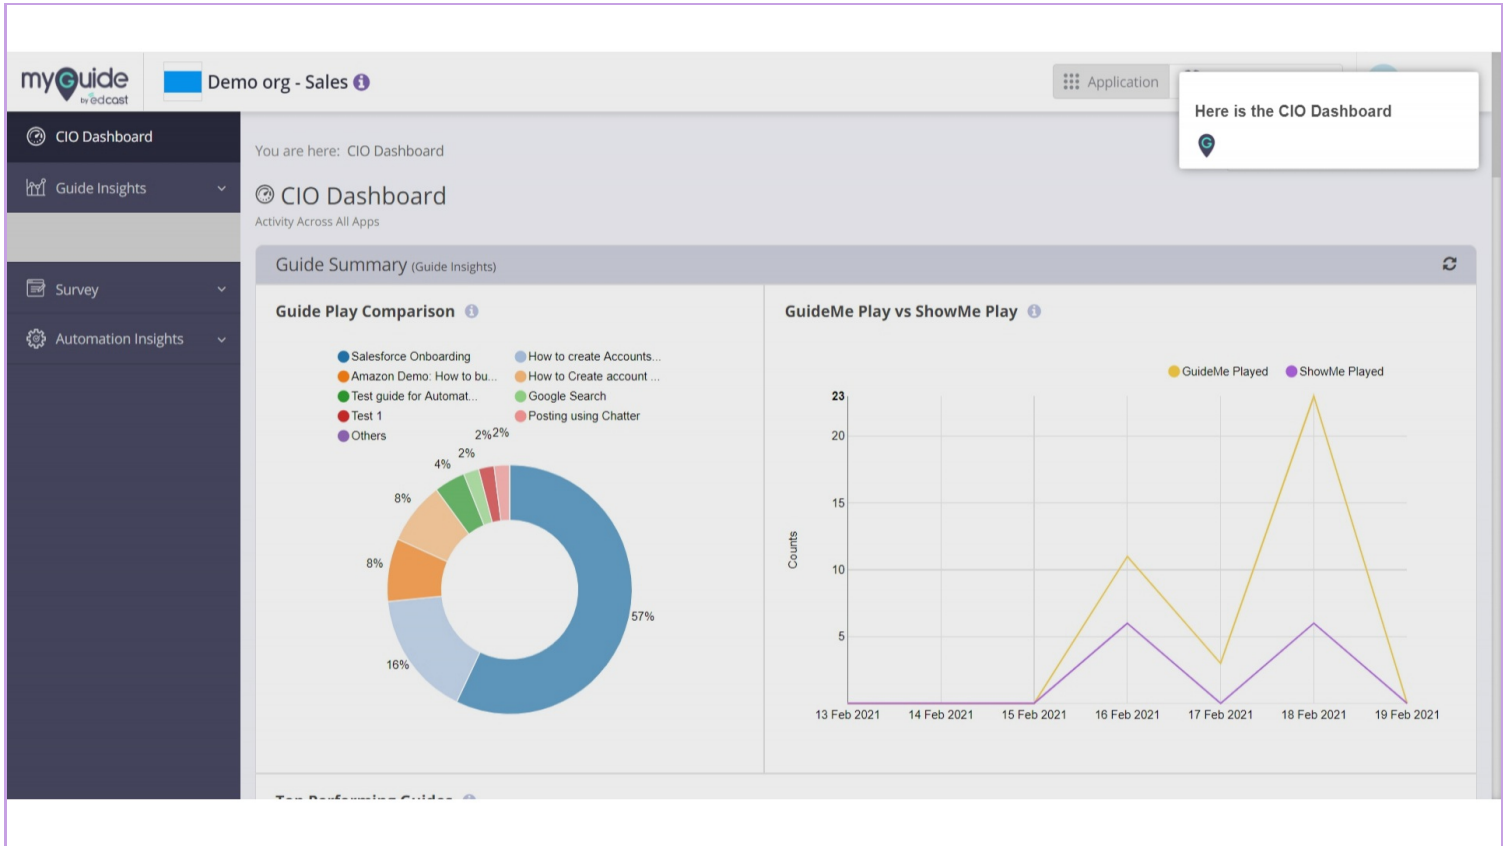 myGuide
by edcast
Demo org - Sales
Application
Here is the CIO Dashboard
CIO Dashboard
Guide Insights
Survey
Automation Insights
You are here: CIO Dashboard
CIO Dashboard
Activity Across All Apps
Guide Summary (Guide Insights)
Guide Play Comparison
Salesforce Onboarding
How to create Accounts...
Amazon Demo: How to bu...
How to Create account ...
Test guide for Automat...
Google Search
Test 1
Posting using Chatter
Others
2%
2%
2%
4%
8%
8%
16%
57%
GuideMe Play vs ShowMe Play
GuideMe Played
ShowMe Played
23
20
15
10
5
Counts
13 Feb 2021
14 Feb 2021
15 Feb 2021
16 Feb 2021
17 Feb 2021
18 Feb 2021
19 Feb 2021
Top Performing Guides